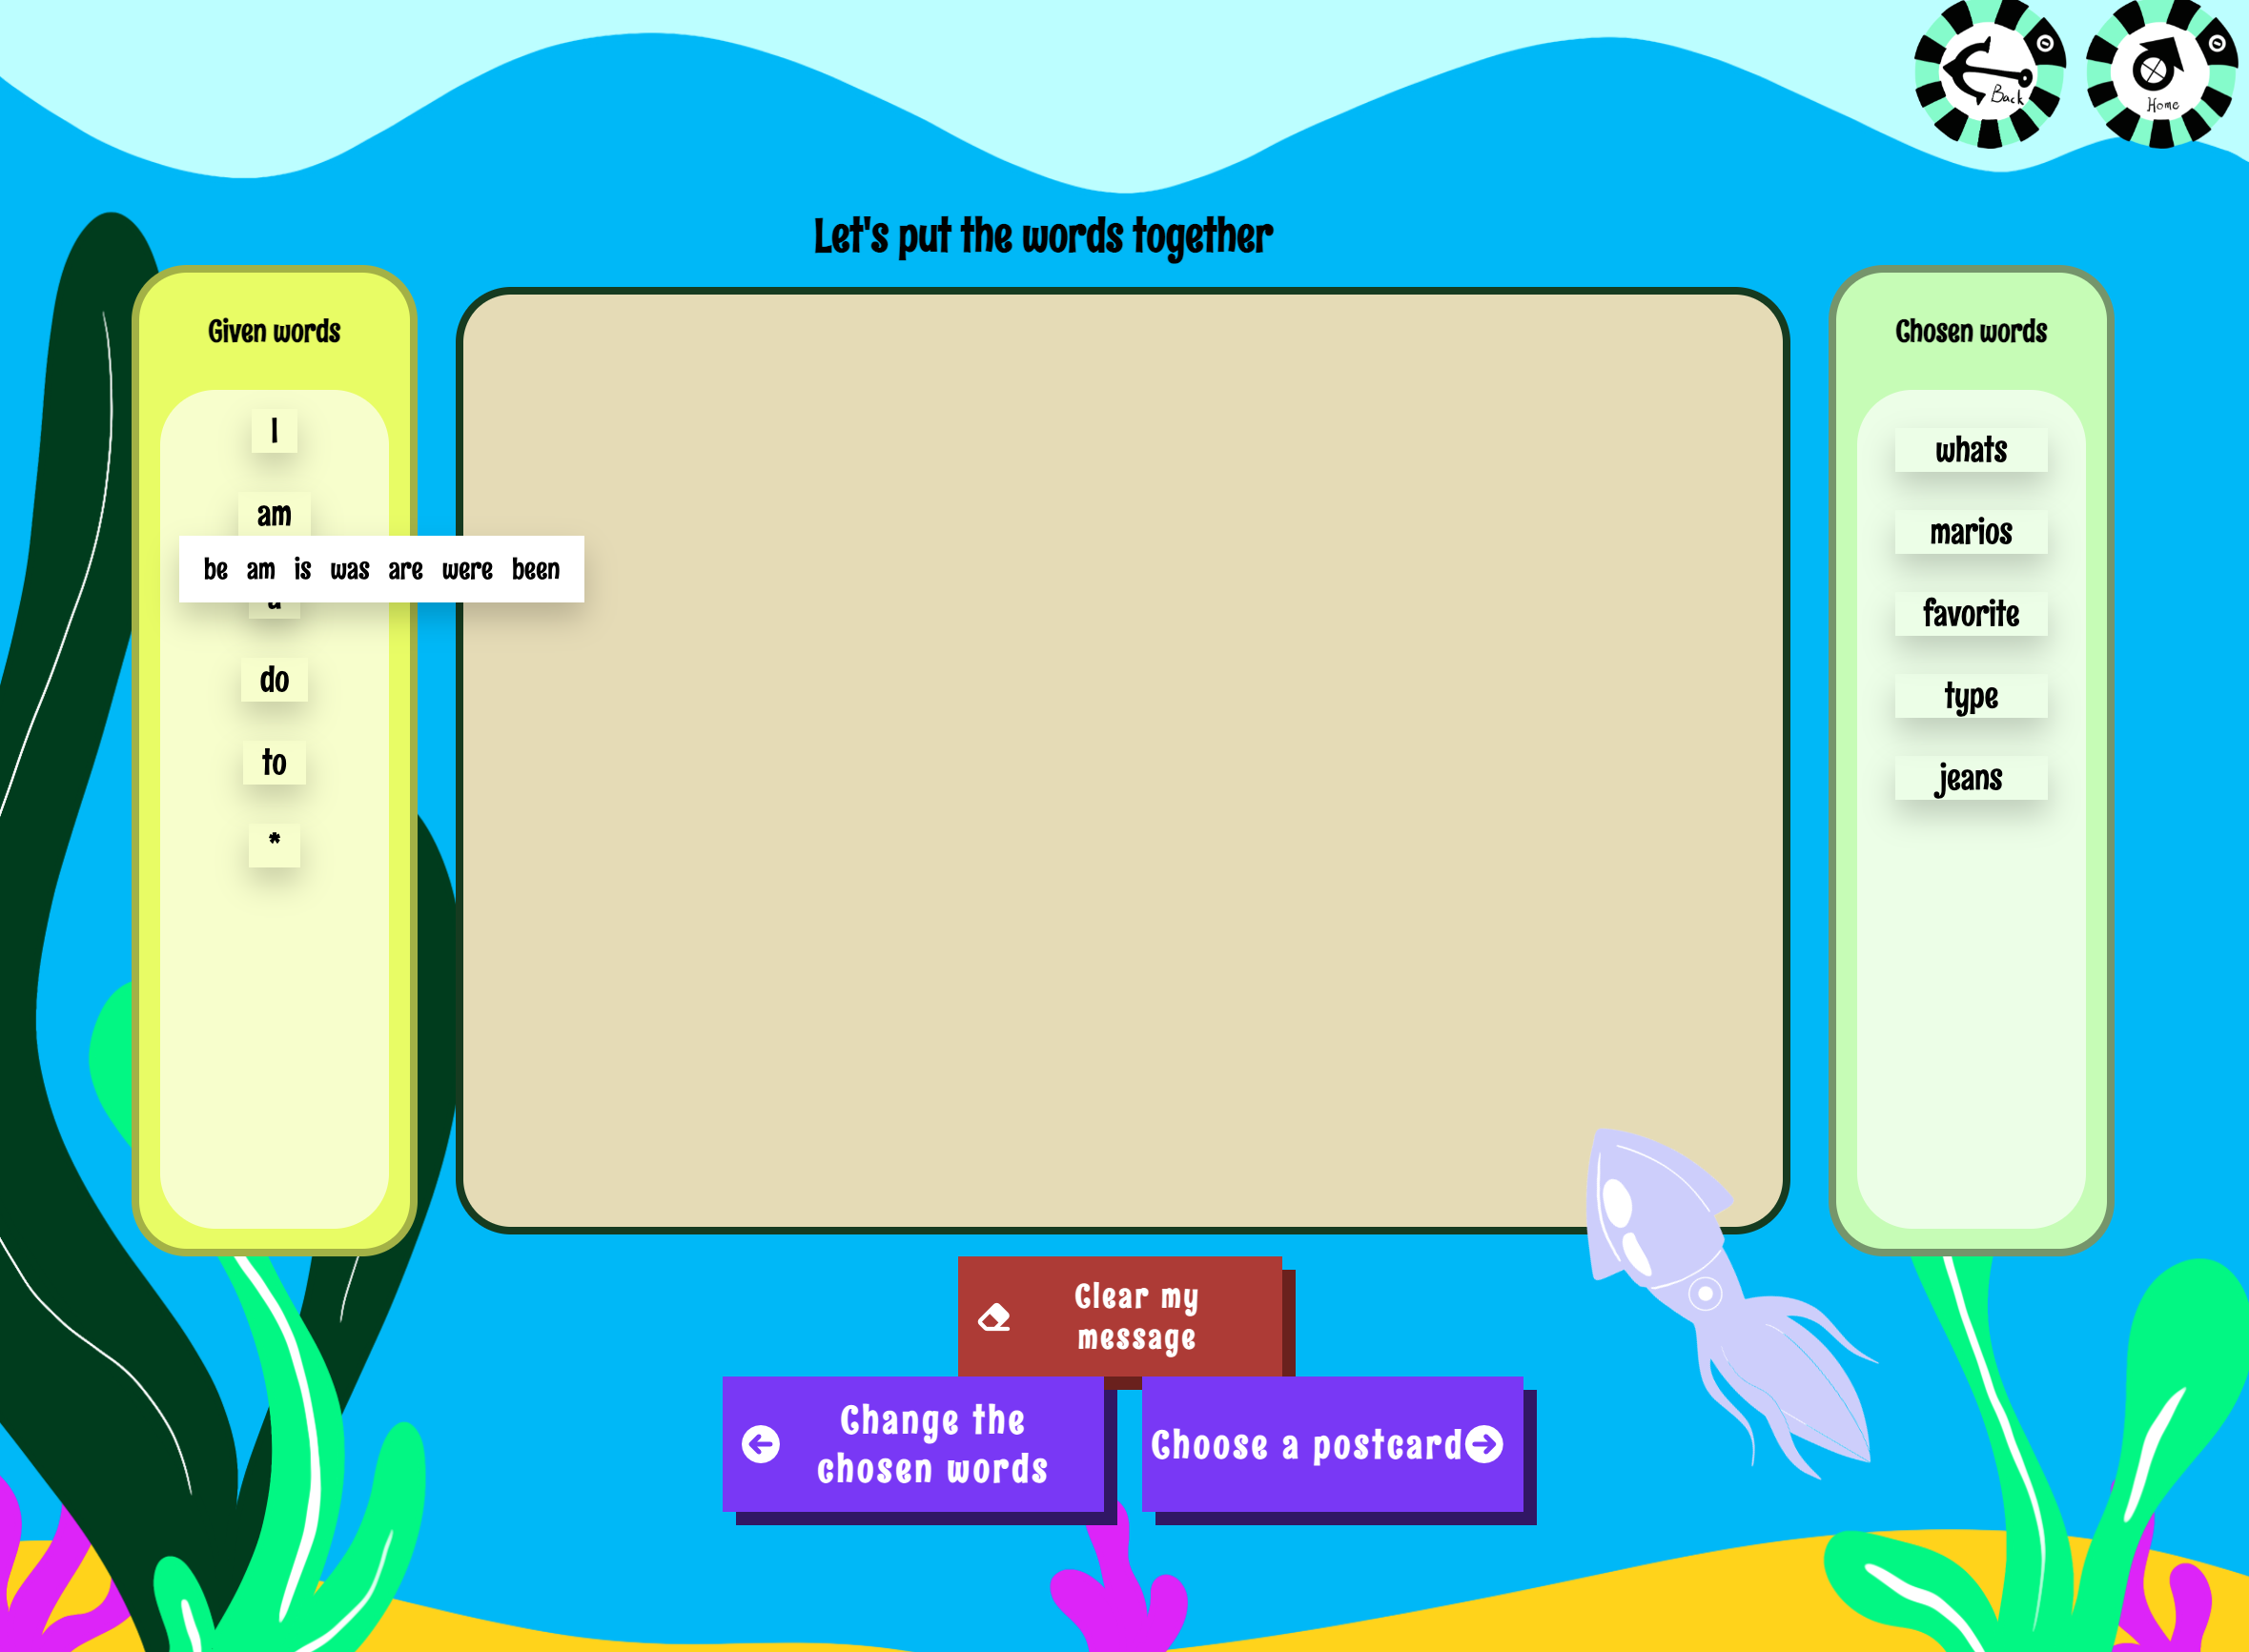 Back
Home
Let's put the words together
Given words
I
am
be am is was are were been
do
to
*
Chosen words
whats
marios
favorite
type
jeans
Clear my
message
Change the
chosen words
Choose a postcard